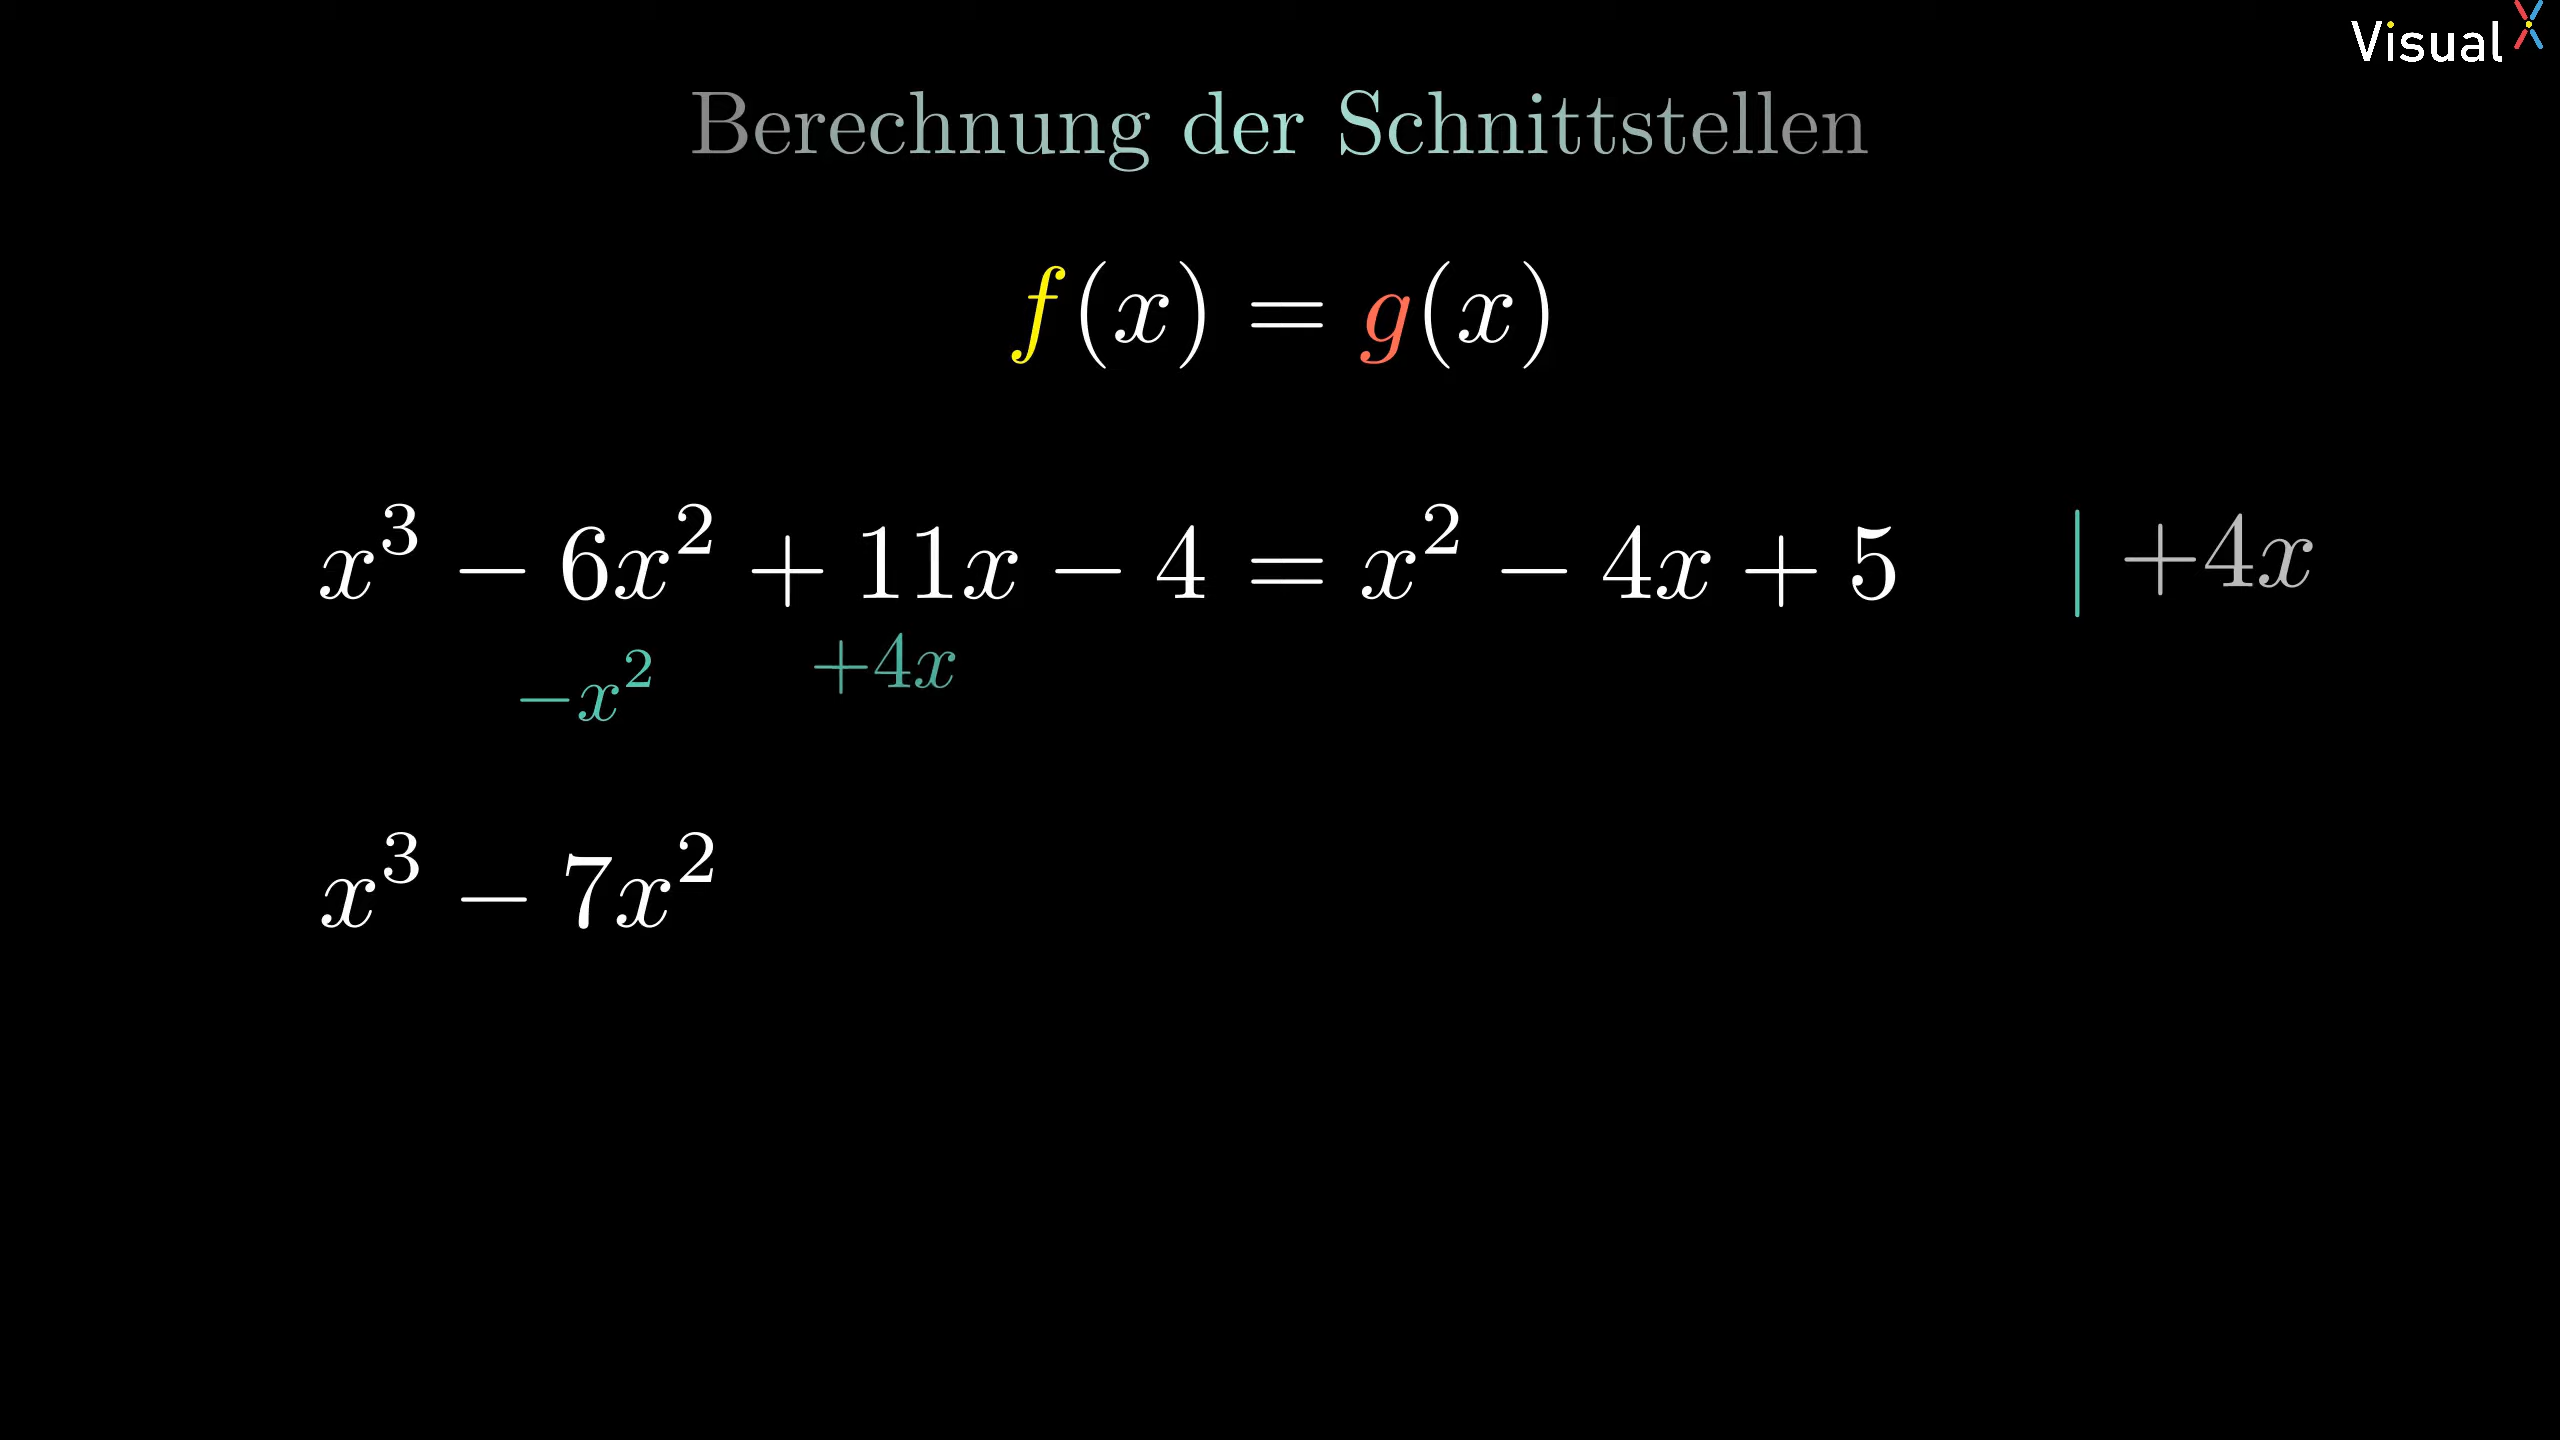 Visual X
Berechnung der Schnittstellen
f(x) = g(x)
x³ − 6x² + 11x − 4 = x² − 4x + 5 | +4x
−x² +4x
x³ − 7x²